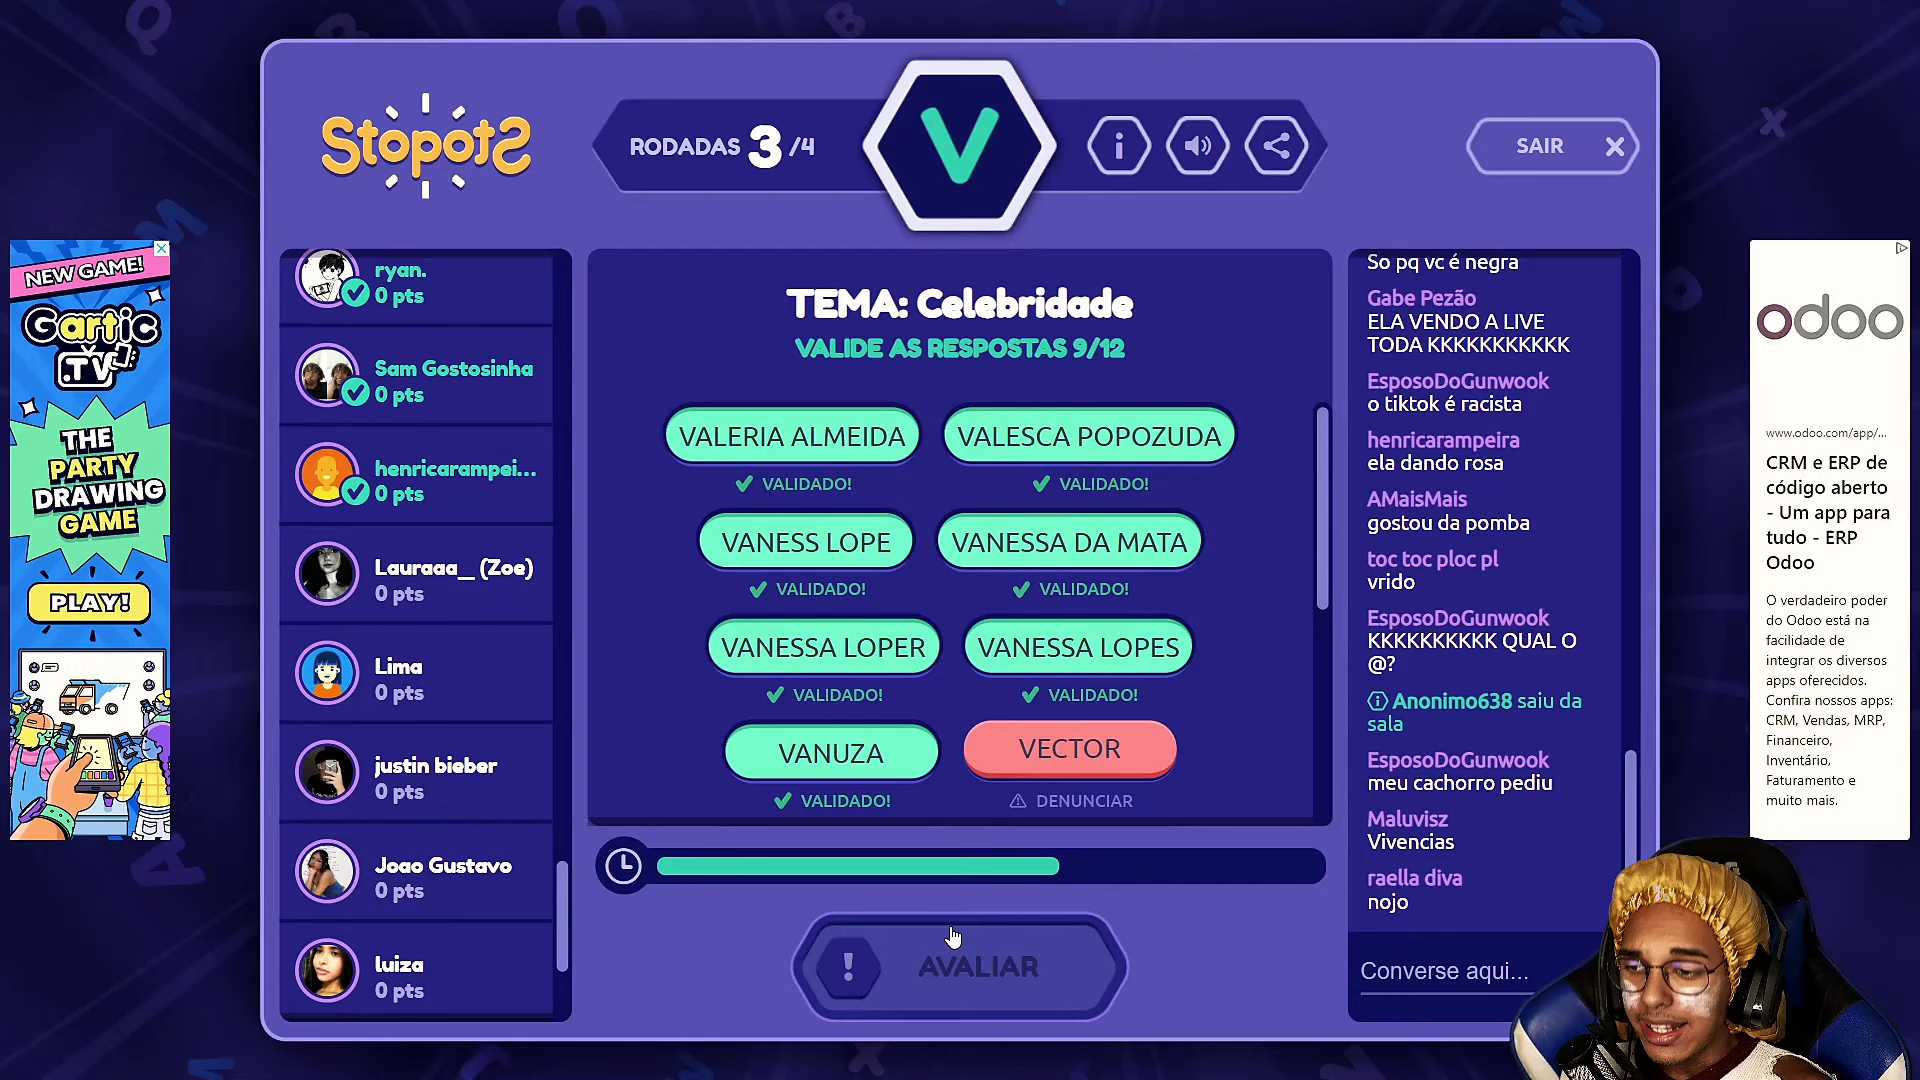 StopotS
RODADAS 3 /4
V
SAIR
NEW GAME!
Gartic
.TV
THE
PARTY
DRAWING
GAME
PLAY!
ryan.
0 pts
Sam Gostosinha
0 pts
henricarampei...
0 pts
Lauraaa__ (Zoe)
0 pts
Lima
0 pts
justin bieber
0 pts
Joao Gustavo
0 pts
luiza
0 pts
TEMA: Celebridade
VALIDE AS RESPOSTAS 9/12
VALERIA ALMEIDA VALESCA POPOZUDA
VALIDADO! VALIDADO!
VANESS LOPE VANESSA DA MATA
VALIDADO! VALIDADO!
VANESSA LOPER VANESSA LOPES
VALIDADO! VALIDADO!
VANUZA VECTOR
VALIDADO! DENUNCIAR
AVALIAR
So pq vc é negra
Gabe Pezão
ELA VENDO A LIVE
TODA KKKKKKKKKKK
EsposoDoGunwook
o tiktok é racista
henricarampeira
ela dando rosa
AMaisMais
gostou da pomba
toc toc ploc pl
vrido
EsposoDoGunwook
KKKKKKKKKK QUAL O
@?
Anonimo638 saiu da
sala
EsposoDoGunwook
meu cachorro pediu
Maluvisz
Vivencias
raella diva
nojo
Converse aqui...
odoo
www.odoo.com/app/...
CRM e ERP de
código aberto
- Um app para
tudo - ERP
Odoo
O verdadeiro poder
do Odoo está na
facilidade de
integrar os diversos
apps oferecidos.
Confira nossos apps:
CRM, Vendas, MRP,
Financeiro,
Inventário,
Faturamento e
muito mais.